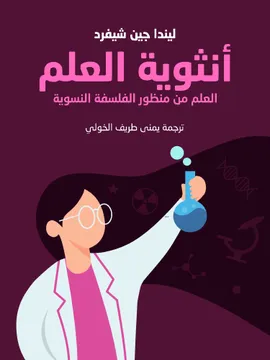 ليندا جين شيفرد
أنثوية العلم
العلم من منظور الفلسفة النسوية
ترجمة يمنى طريف الخولي